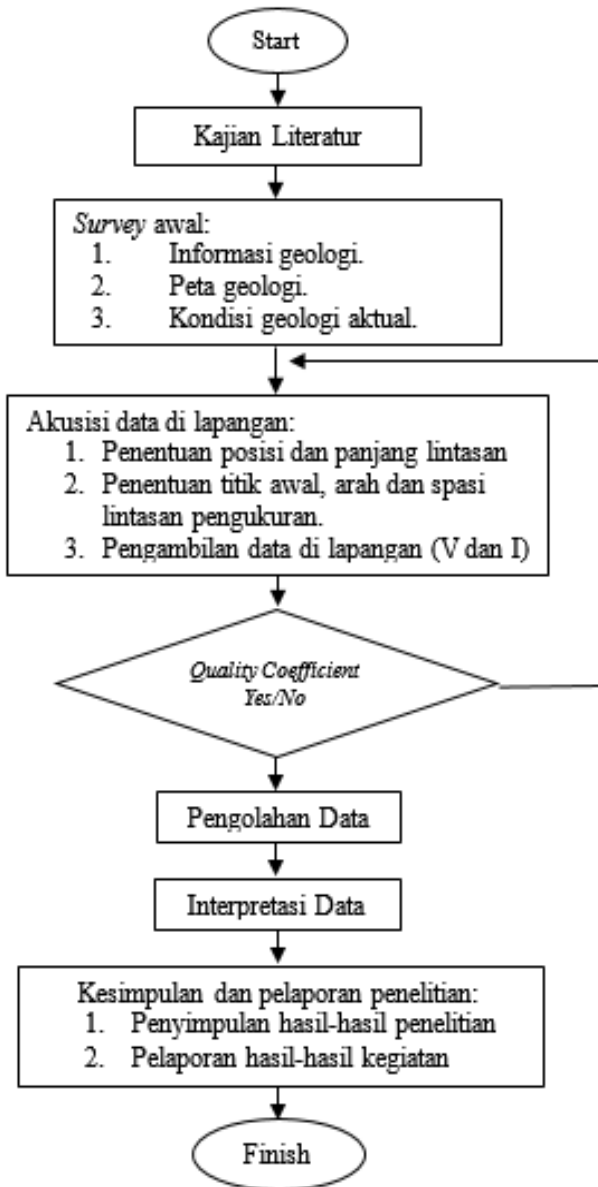 Start
Kajian Literatur
Survey awal:
1. Informasi geologi.
2. Peta geologi.
3. Kondisi geologi aktual.
Akusisi data di lapangan:
1. Penentuan posisi dan panjang lintasan
2. Penentuan titik awal, arah dan spasi
lintasan pengukuran.
3. Pengambilan data di lapangan (V dan I)
Quality Coefficient
Yes/No
Pengolahan Data
Interpretasi Data
Kesimpulan dan pelaporan penelitian:
1. Penyimpulan hasil-hasil penelitian
2. Pelaporan hasil-hasil kegiatan
Finish